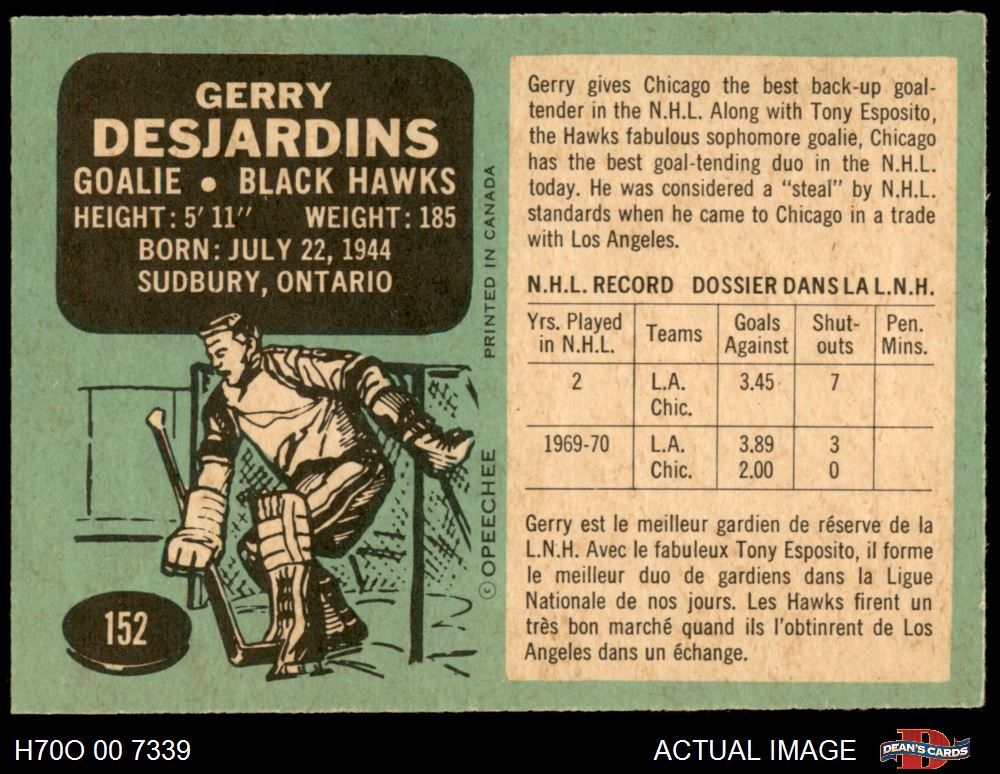 GERRY
DESJARDINS
GOALIE • BLACK HAWKS
HEIGHT: 5' 11" WEIGHT: 185
BORN: JULY 22, 1944
SUDBURY, ONTARIO
PRINTED IN CANADA
© OPEECHEE
152
Gerry gives Chicago the best back-up goal-
tender in the N.H.L. Along with Tony Esposito,
the Hawks fabulous sophomore goalie, Chicago
has the best goal-tending duo in the N.H.L.
today. He was considered a "steal" by N.H.L.
standards when he came to Chicago in a trade
with Los Angeles.
N.H.L. RECORD DOSSIER DANS LA L.N.H.
Yrs. Played Teams Goals Shut- Pen.
in N.H.L. Against outs Mins.
2 L.A. 3.45 7
Chic.
1969-70 L.A. 3.89 3
Chic. 2.00 0
Gerry est le meilleur gardien de réserve de la
L.N.H. Avec le fabuleux Tony Esposito, il forme
le meilleur duo de gardiens dans la Ligue
Nationale de nos jours. Les Hawks firent un
très bon marché quand ils l'obtinrent de Los
Angeles dans un échange.
H70O 00 7339
ACTUAL IMAGE
DEAN'S CARDS